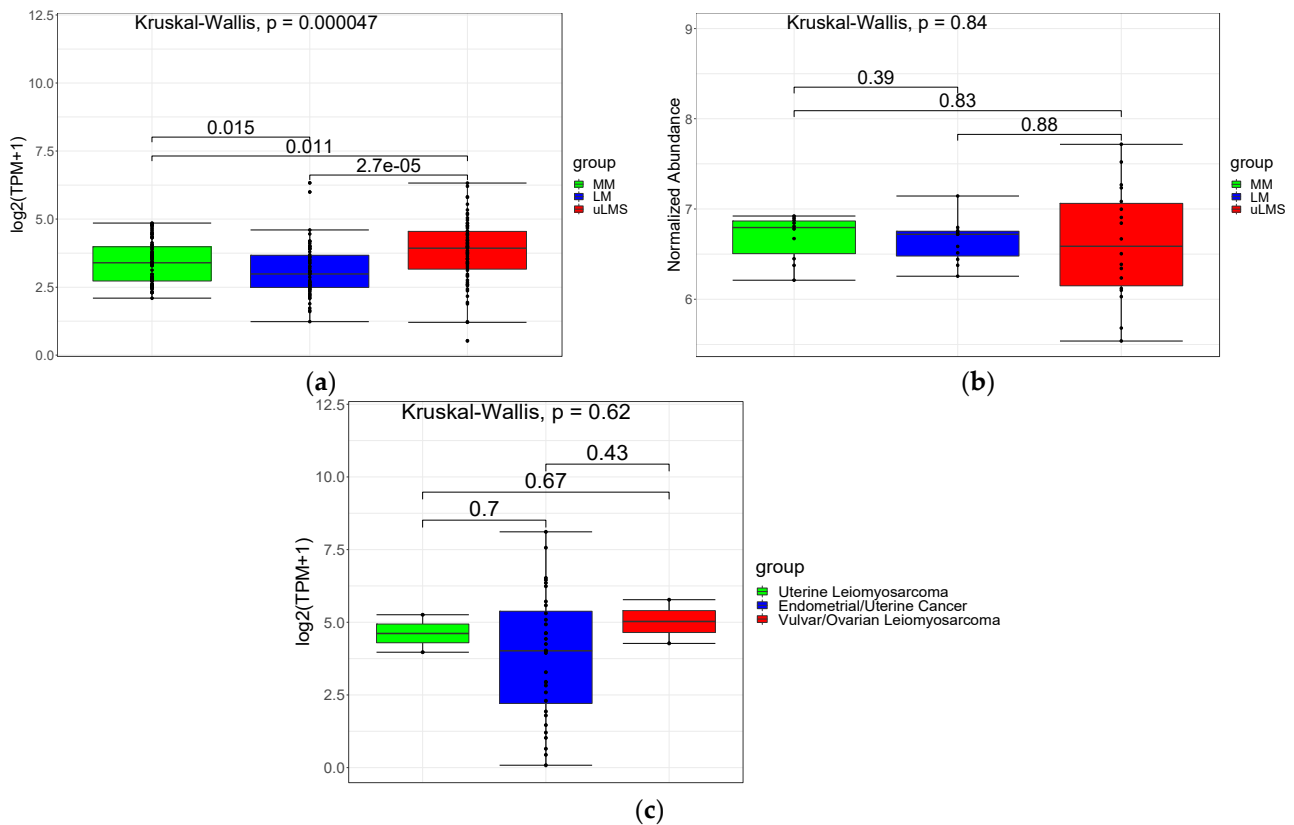 Kruskal-Wallis, p = 0.000047
12.5
10.0
7.5
5.0
2.5
0.0
log2(TPM+1)
0.015
0.011
2.7e-05
group
MM
LM
uLMS
(a)
Kruskal-Wallis, p = 0.84
9
8
7
6
Normalized Abundance
0.39
0.83
0.88
group
MM
LM
uLMS
(b)
Kruskal-Wallis, p = 0.62
12.5
10.0
7.5
5.0
2.5
0.0
log2(TPM+1)
0.43
0.67
0.7
group
Uterine Leiomyosarcoma
Endometrial/Uterine Cancer
Vulvar/Ovarian Leiomyosarcoma
(c)